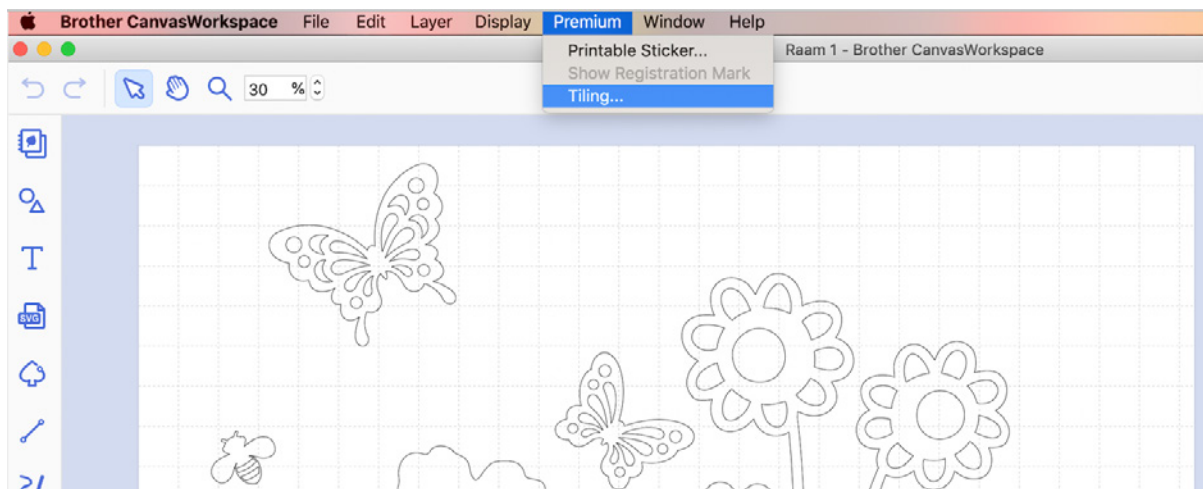 Brother CanvasWorkspace File Edit Layer Display Premium Window Help
Raam 1 - Brother CanvasWorkspace
Printable Sticker...
Show Registration Mark
Tiling...
30 %
T
SVG